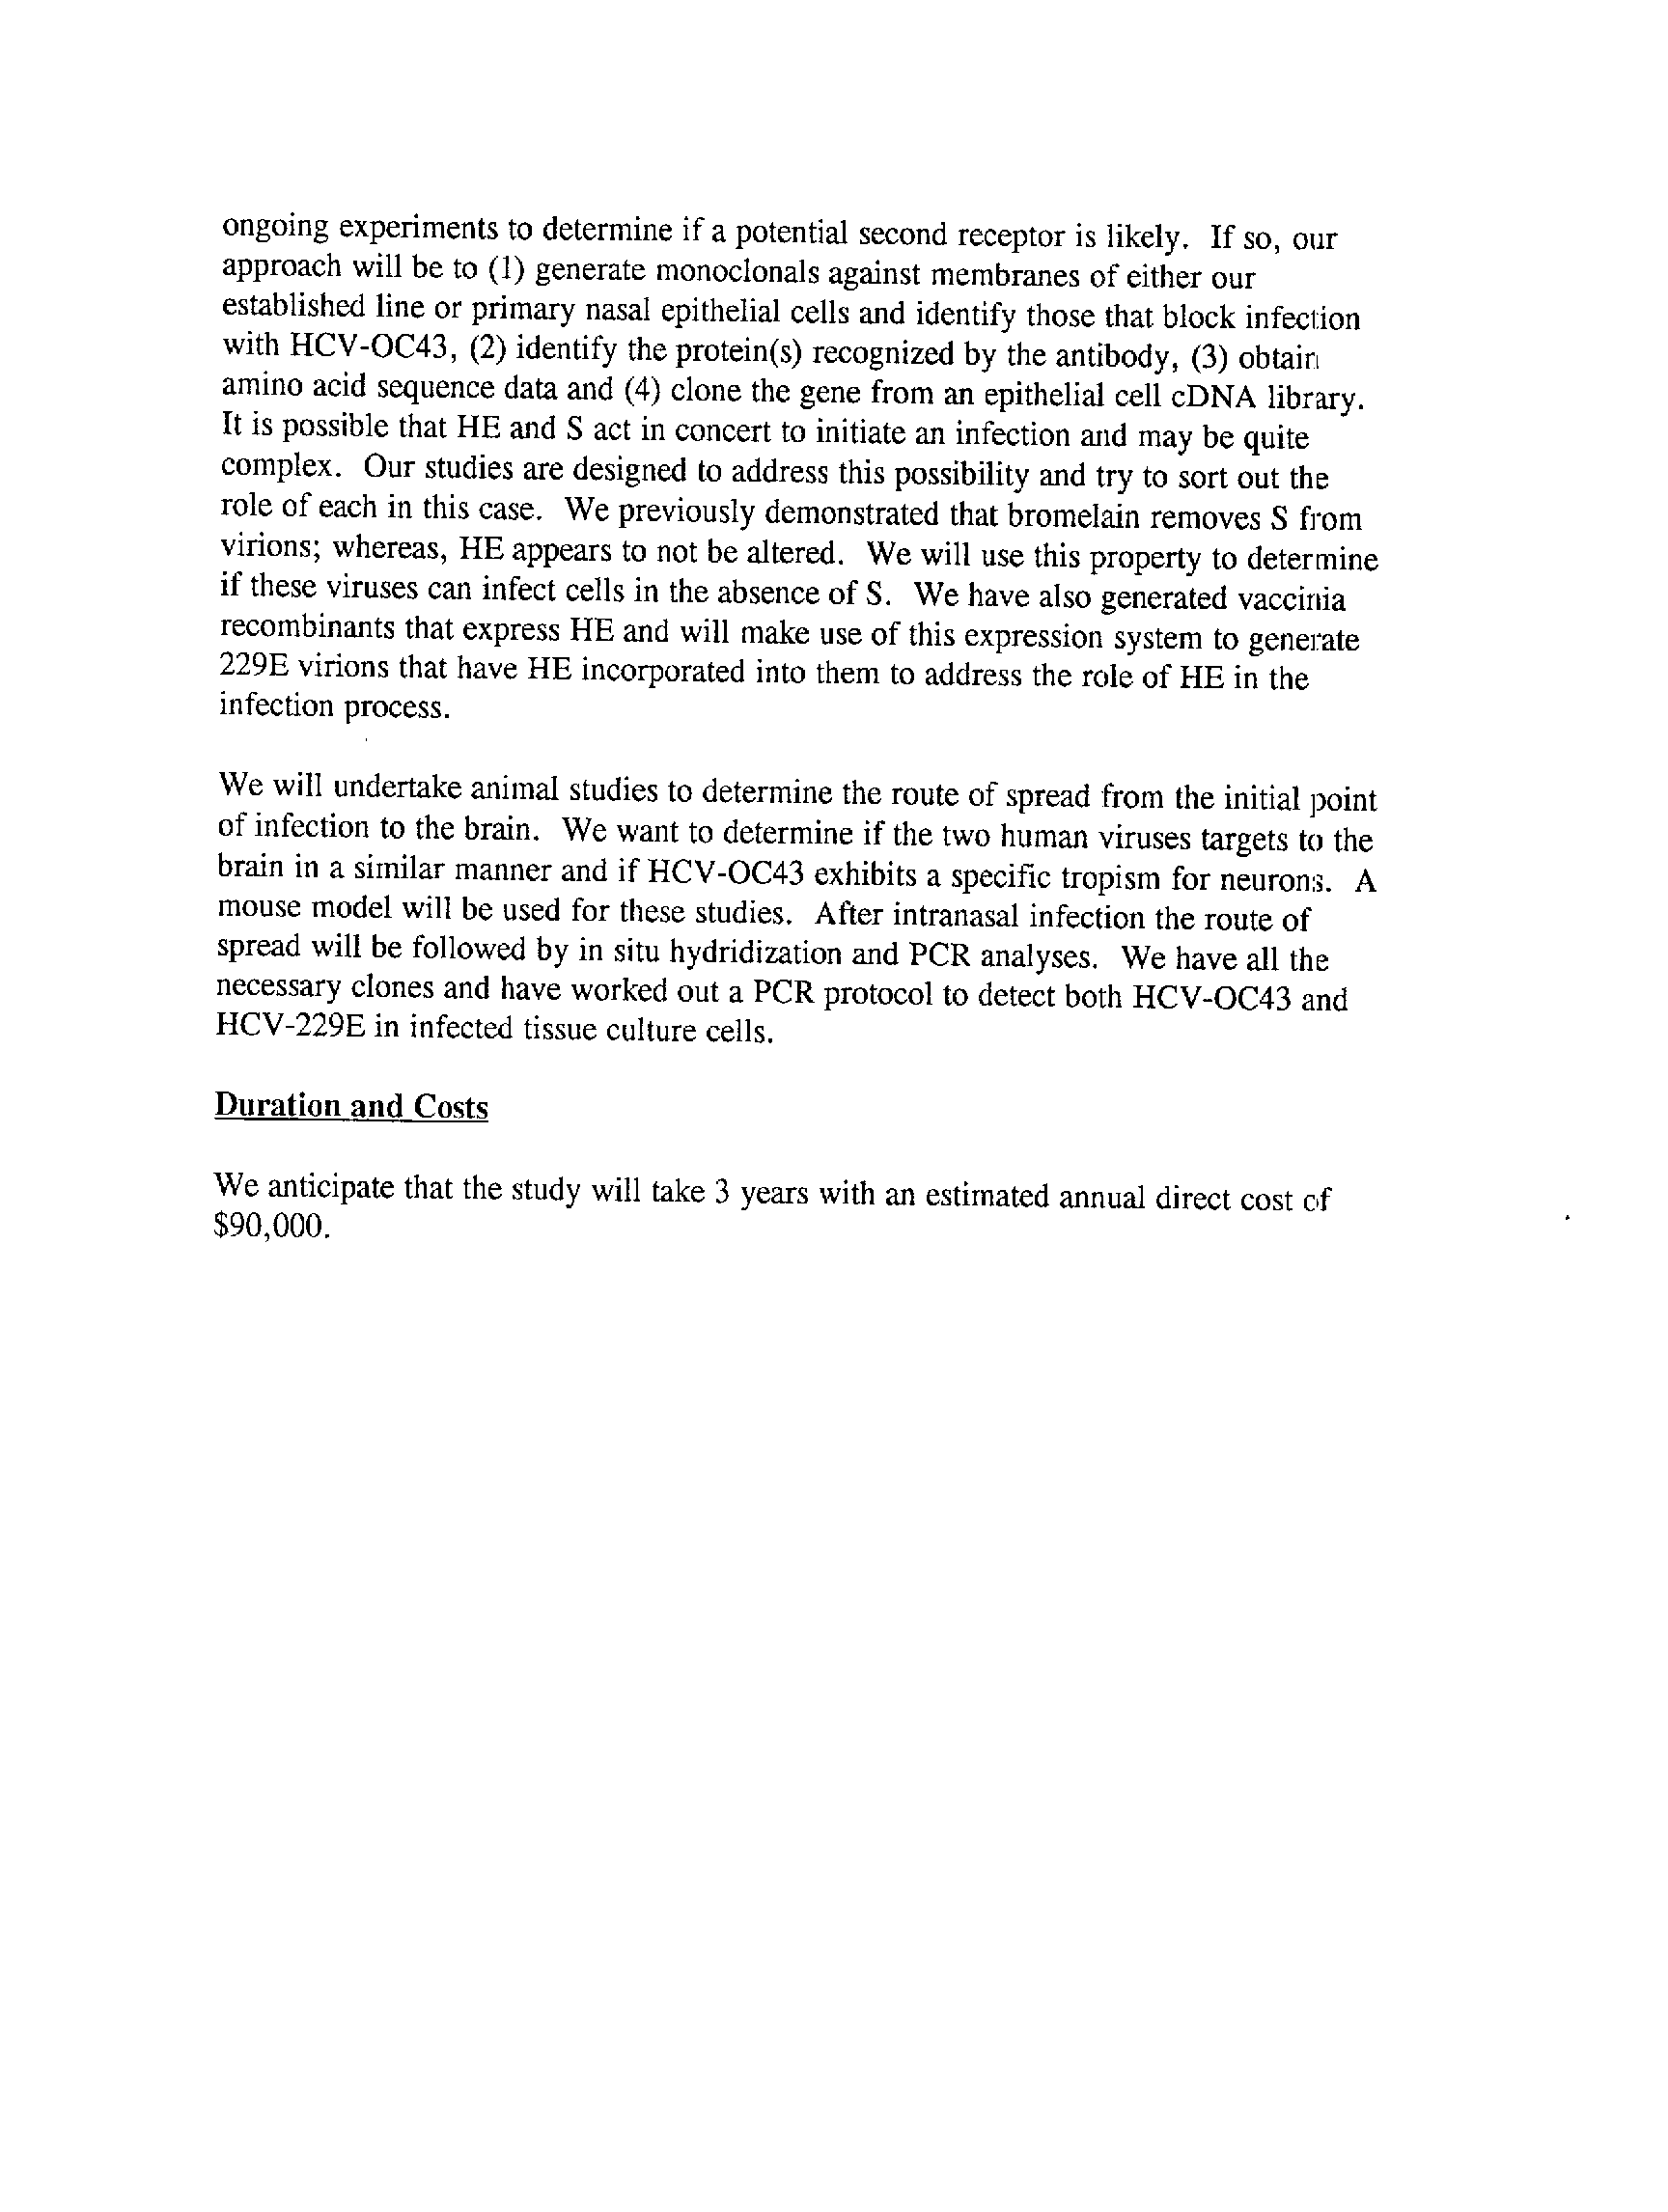 ongoing experiments to determine if a potential second receptor is likely. If so, our
approach will be to (1) generate monoclonals against membranes of either our
established line or primary nasal epithelial cells and identify those that block infection
with HCV-OC43, (2) identify the protein(s) recognized by the antibody, (3) obtain
amino acid sequence data and (4) clone the gene from an epithelial cell cDNA library.
It is possible that HE and S act in concert to initiate an infection and may be quite
complex. Our studies are designed to address this possibility and try to sort out the
role of each in this case. We previously demonstrated that bromelain removes S from
virions; whereas, HE appears to not be altered. We will use this property to determine
if these viruses can infect cells in the absence of S. We have also generated vaccinia
recombinants that express HE and will make use of this expression system to generate
229E virions that have HE incorporated into them to address the role of HE in the
infection process.
We will undertake animal studies to determine the route of spread from the initial point
of infection to the brain. We want to determine if the two human viruses targets to the
brain in a similar manner and if HCV-OC43 exhibits a specific tropism for neurons. A
mouse model will be used for these studies. After intranasal infection the route of
spread will be followed by in situ hydridization and PCR analyses. We have all the
necessary clones and have worked out a PCR protocol to detect both HCV-OC43 and
HCV-229E in infected tissue culture cells.
Duration and Costs
We anticipate that the study will take 3 years with an estimated annual direct cost of
$90,000.